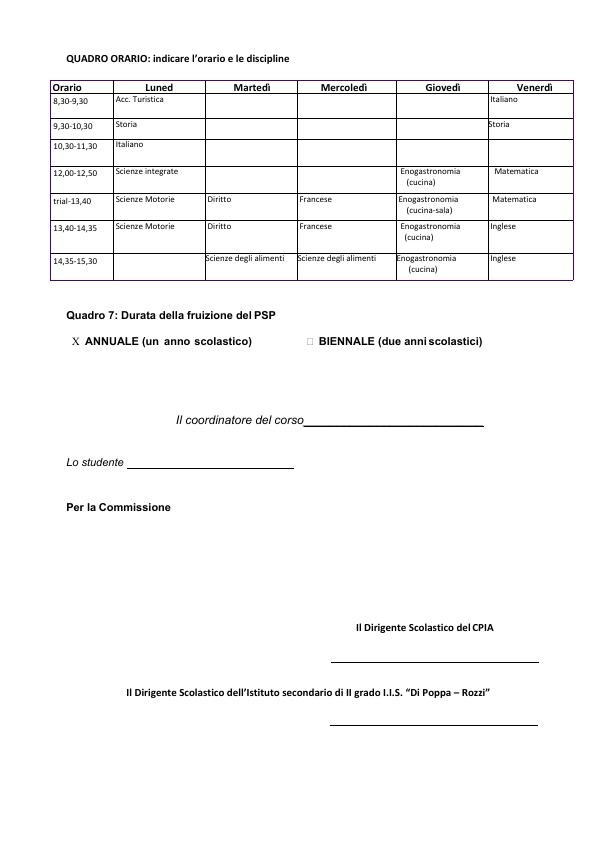 QUADRO ORARIO: indicare l'orario e le discipline
Orario Luned Martedì Mercoledì Giovedì Venerdì
8,30-9,30 Acc. Turistica Italiano
9,30-10,30 Storia Storia
10,30-11,30 Italiano
12,00-12,50 Scienze integrate Enogastronomia (cucina) Matematica
trial-13,40 Scienze Motorie Diritto Francese Enogastronomia (cucina-sala) Matematica
13,40-14,35 Scienze Motorie Diritto Francese Enogastronomia (cucina) Inglese
14,35-15,30 Scienze degli alimenti Scienze degli alimenti Enogastronomia (cucina) Inglese
Quadro 7: Durata della fruizione del PSP
X ANNUALE (un anno scolastico) □ BIENNALE (due anni scolastici)
Il coordinatore del corso
Lo studente
Per la Commissione
Il Dirigente Scolastico del CPIA
Il Dirigente Scolastico dell'Istituto secondario di II grado I.I.S. "Di Poppa – Rozzi"